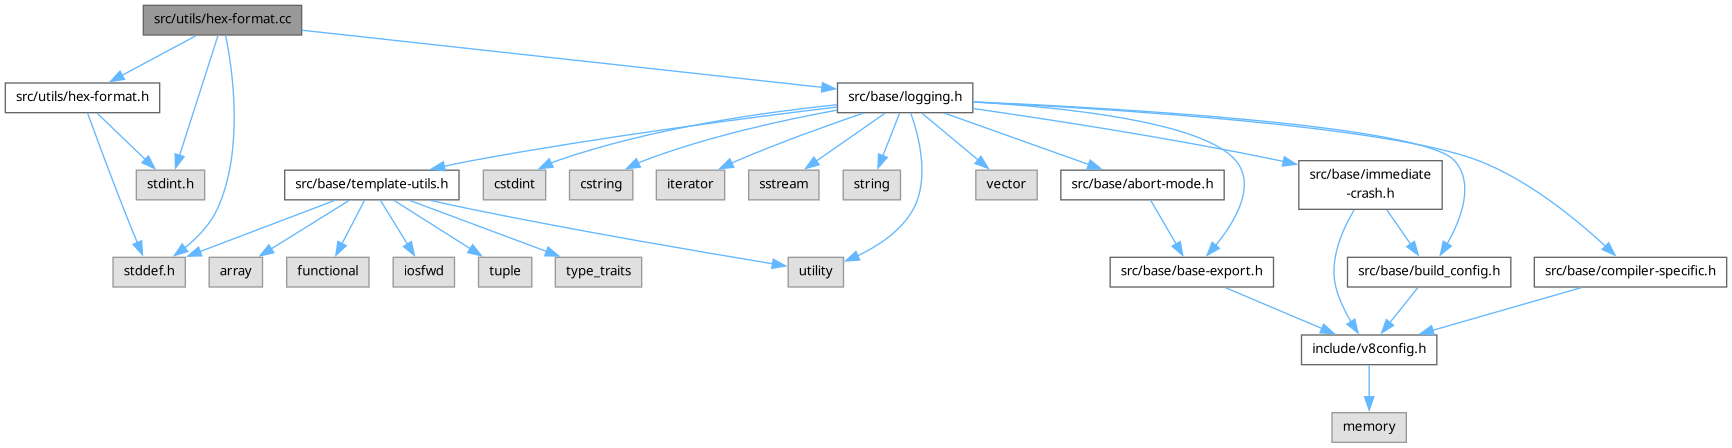 src/utils/hex-format.cc
src/utils/hex-format.h
src/base/logging.h
stdint.h
src/base/template-utils.h
cstdint
cstring
iterator
sstream
string
vector
src/base/abort-mode.h
src/base/immediate
-crash.h
stddef.h
array
functional
iosfwd
tuple
type_traits
utility
src/base/base-export.h
src/base/build_config.h
src/base/compiler-specific.h
include/v8config.h
memory